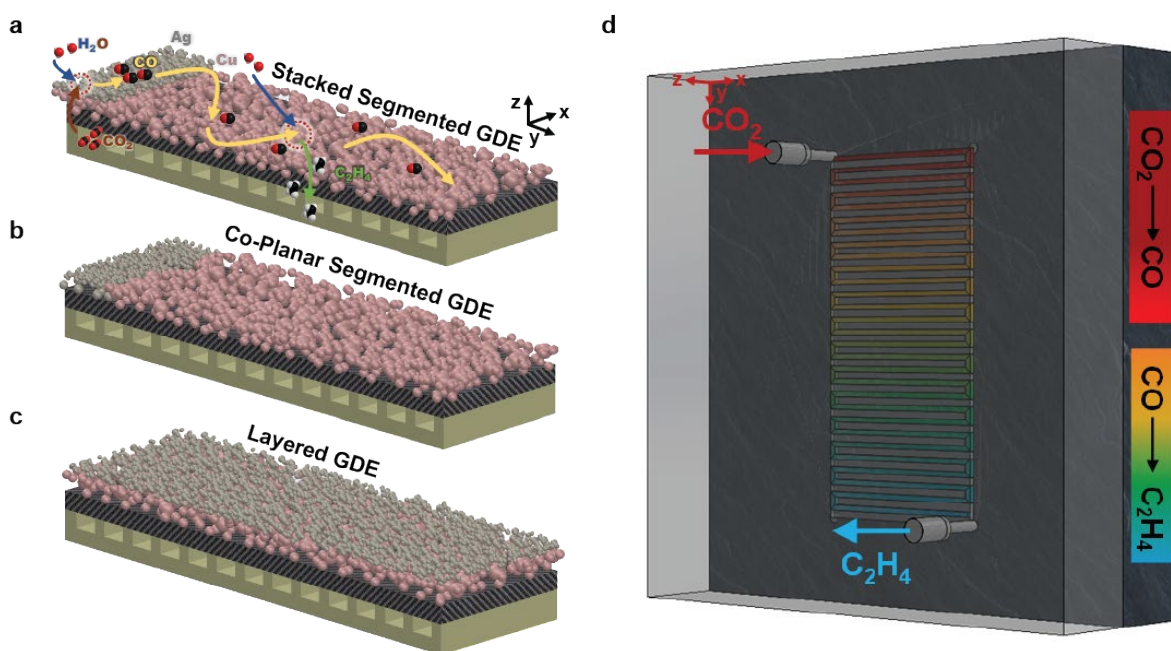 a
H₂O
CO
Ag
Cu
Stacked Segmented GDE
CO₂
C₂H₄
z
x
y
b
Co-Planar Segmented GDE
c
Layered GDE
d
z
x
y
CO₂
C₂H₄
CO₂ → CO
CO → C₂H₄